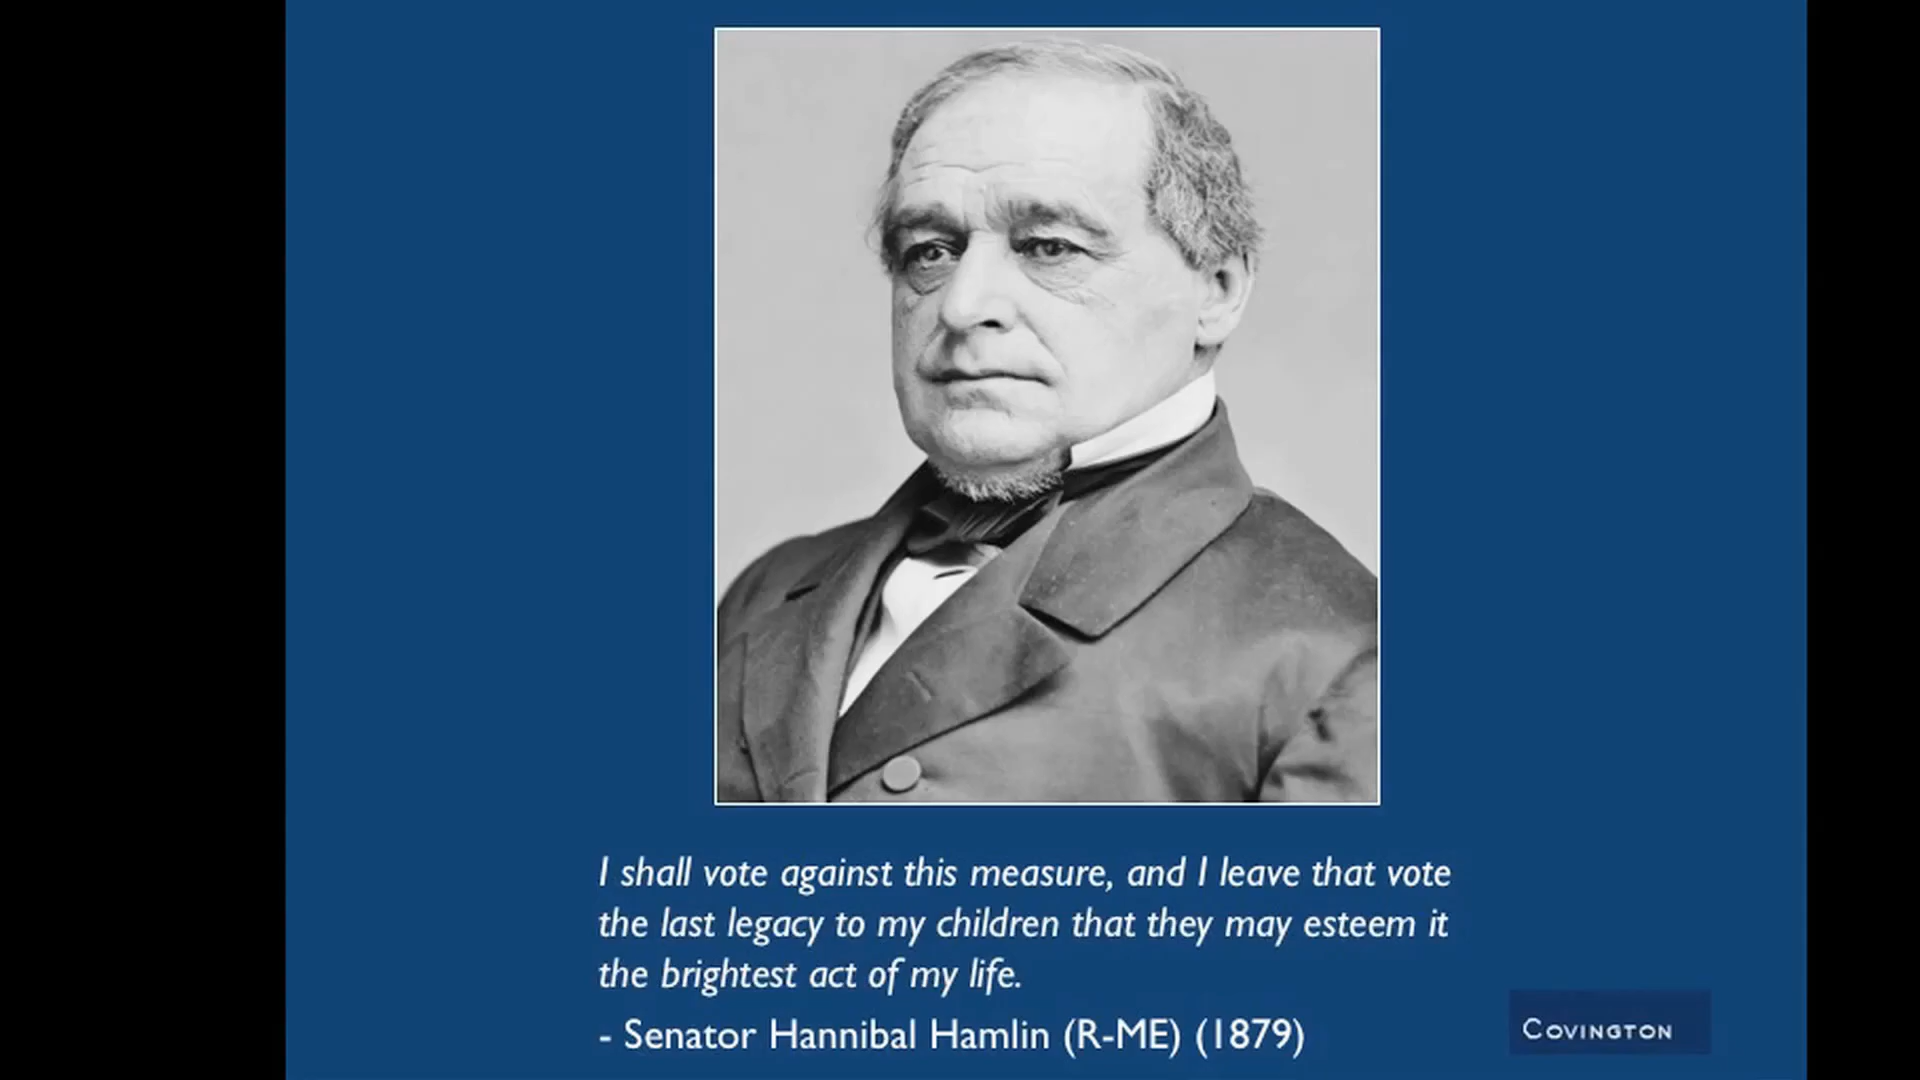 I shall vote against this measure, and I leave that vote
the last legacy to my children that they may esteem it
the brightest act of my life.
- Senator Hannibal Hamlin (R-ME) (1879)
COVINGTON